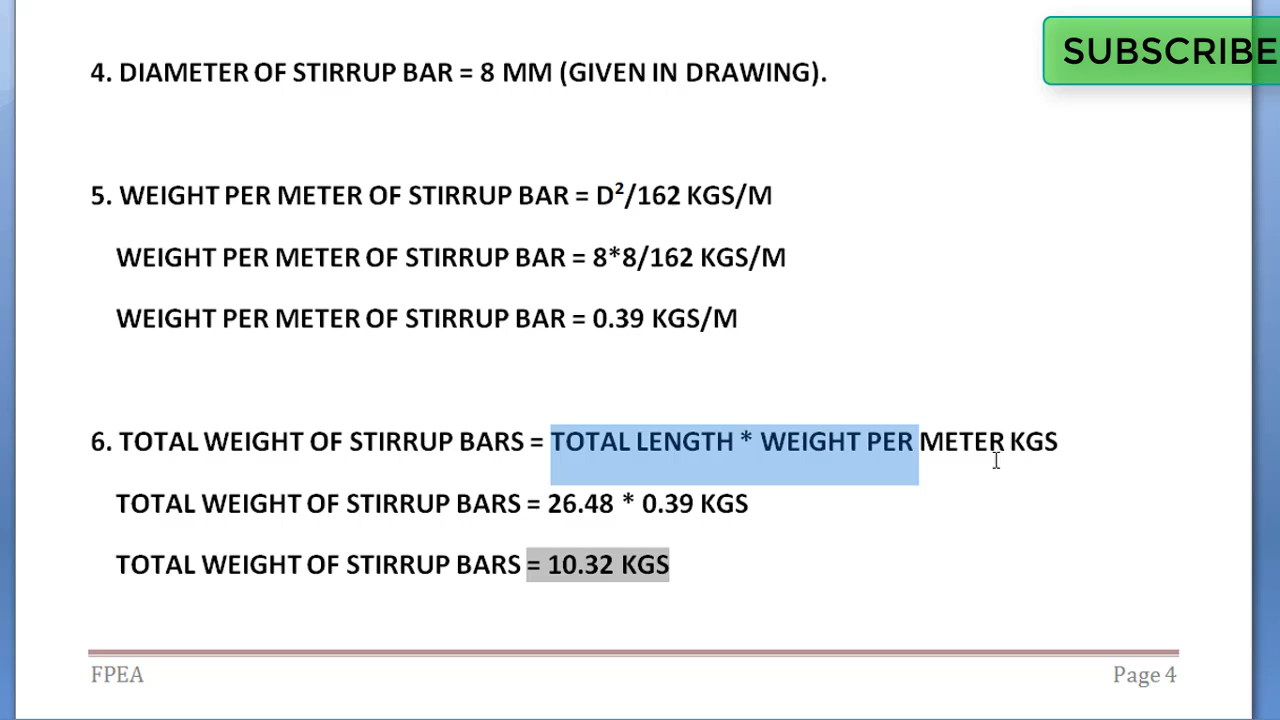 SUBSCRIBE
4. DIAMETER OF STIRRUP BAR = 8 MM (GIVEN IN DRAWING).
5. WEIGHT PER METER OF STIRRUP BAR = D²/162 KGS/M
WEIGHT PER METER OF STIRRUP BAR = 8*8/162 KGS/M
WEIGHT PER METER OF STIRRUP BAR = 0.39 KGS/M
6. TOTAL WEIGHT OF STIRRUP BARS = TOTAL LENGTH * WEIGHT PER METER KGS
TOTAL WEIGHT OF STIRRUP BARS = 26.48 * 0.39 KGS
TOTAL WEIGHT OF STIRRUP BARS = 10.32 KGS
FPEA Page 4